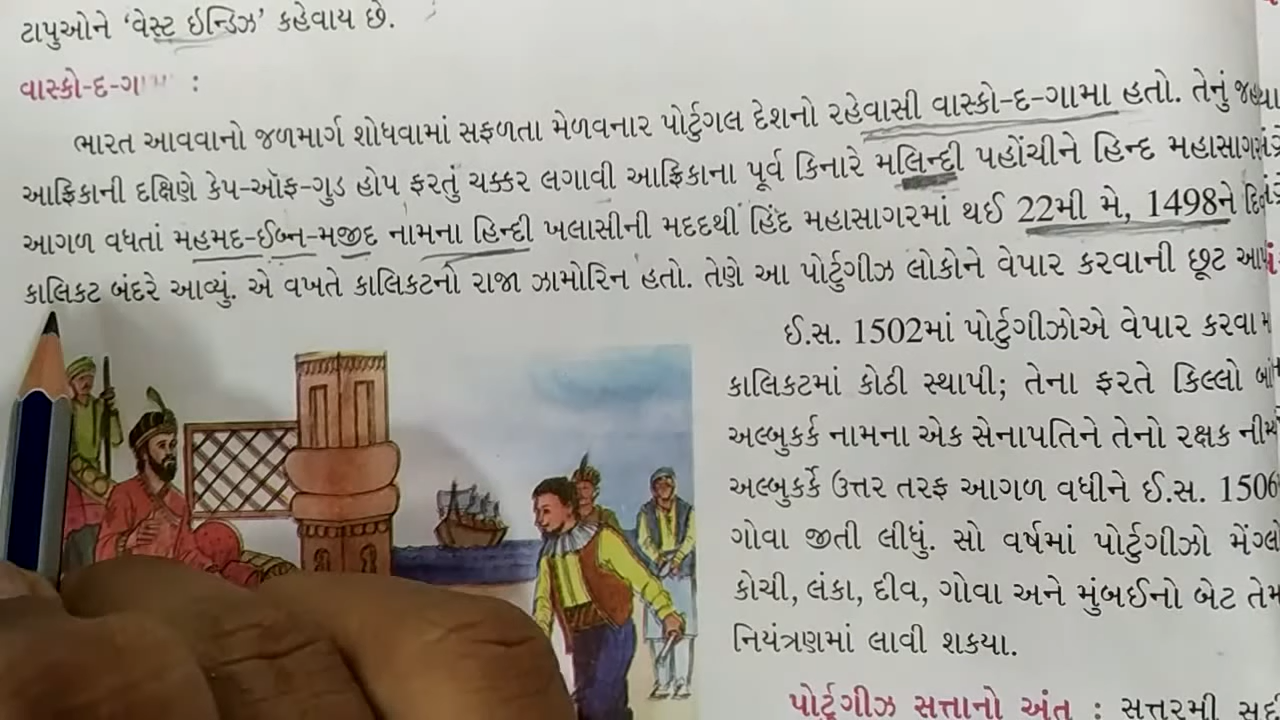 ટાપુઓને ‘વેસ્ટ ઇન્ડિઝ’ કહેવાય છે.
વાસ્કો-દ-ગામા :
ભારત આવવાનો જળમાર્ગ શોધવામાં સફળતા મેળવનાર પોર્ટુગલ દેશનો રહેવાસી વાસ્કો-દ-ગામા હતો. તેનું
આફ્રિકાની દક્ષિણે કેપ-ઑફ-ગુડ હોપ ફરતું ચક્કર લગાવી આફ્રિકાના પૂર્વ કિનારે મલિન્દી પહોંચીને હિન્દ
આગળ વધતાં મહમદ-ઈબ્ન-મજીદ નામના હિન્દી ખલાસીની મદદથી હિંદ મહાસાગરમાં થઈ 22મી મે, 1498ને
કાલિકટ બંદરે આવ્યું. એ વખતે કાલિકટનો રાજા ઝામોરિન હતો. તેણે આ પોર્ટુગીઝ લોકોને વેપાર કરવાની છૂટ
ઈ.સ. 1502માં પોર્ટુગીઝોએ વેપાર કરવા
કાલિકટમાં કોઠી સ્થાપી; તેના ફરતે કિલ્લો
અલ્બુકર્ક નામના એક સેનાપતિને તેનો રક્ષક
અલ્બુકર્કે ઉત્તર તરફ આગળ વધીને ઈ.સ. 1506
ગોવા જીતી લીધું. સો વર્ષમાં પોર્ટુગીઝો
કોચી, લંકા, દીવ, ગોવા અને મુંબઈનો બેટ
નિયંત્રણમાં લાવી શકયા.
પોર્ટુગીઝ સત્તાનો અંત : સત્તરમી